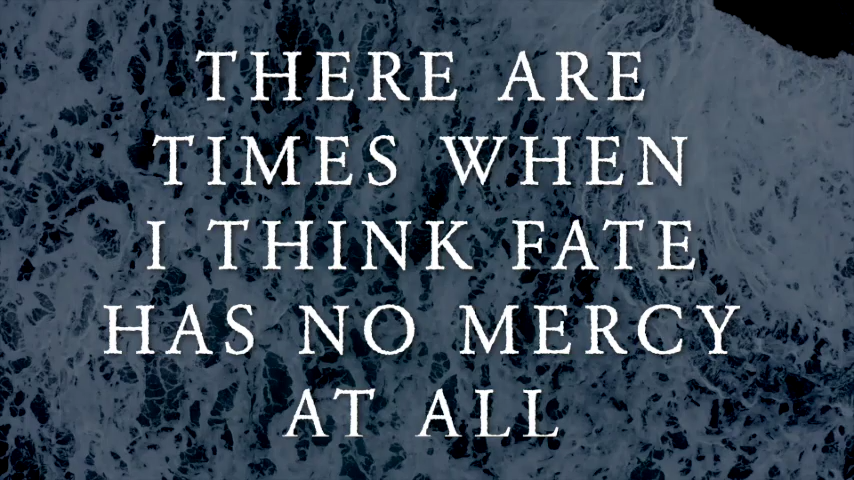 THERE ARE
TIMES WHEN
I THINK FATE
HAS NO MERCY
AT ALL